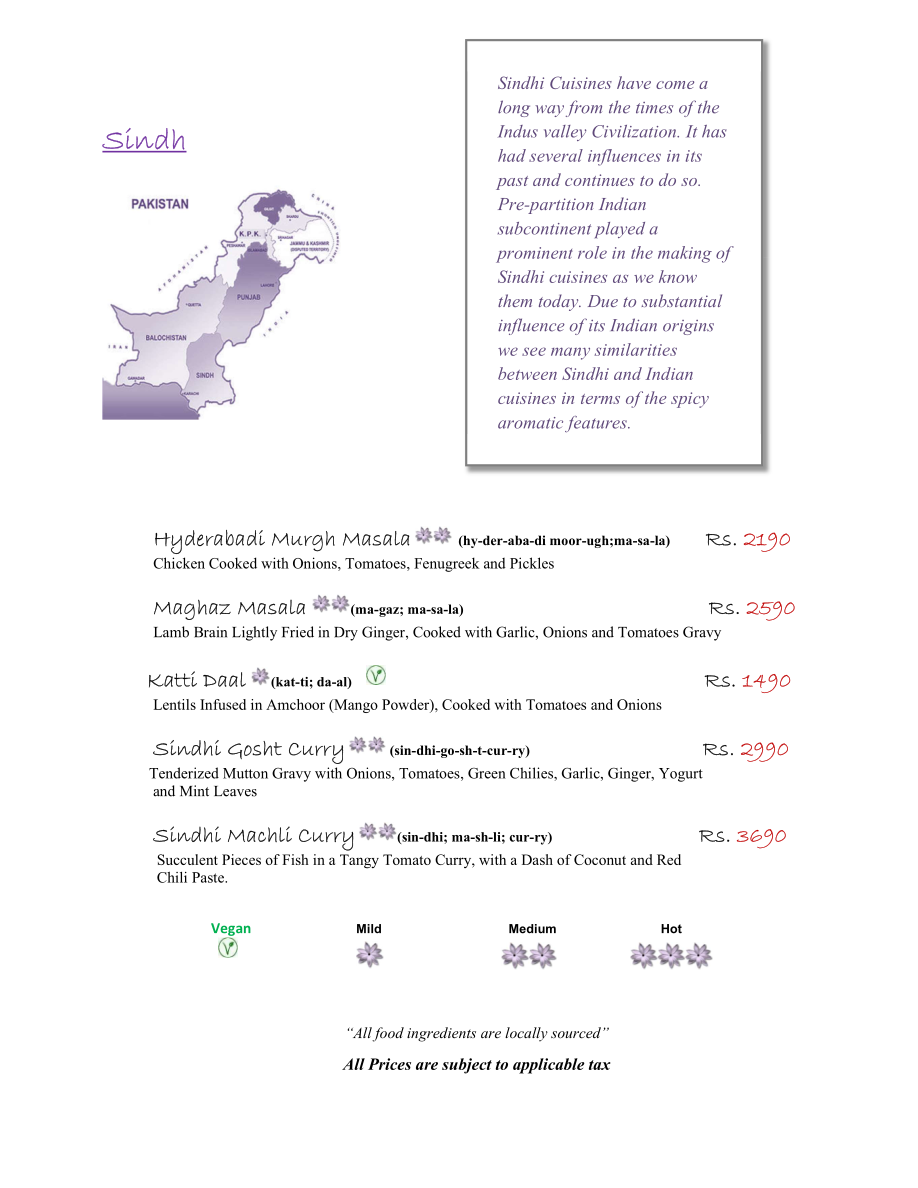 Sindhi Cuisines have come a
long way from the times of the
Indus valley Civilization. It has
had several influences in its
past and continues to do so.
Pre-partition Indian
subcontinent played a
prominent role in the making of
Sindhi cuisines as we know
them today. Due to substantial
influence of its Indian origins
we see many similarities
between Sindhi and Indian
cuisines in terms of the spicy
aromatic features.
Sindh
PAKISTAN
CHINA
K.P.K.
PESHAWAR
JAMMU & KASHMIR
(DISPUTED TERRITORY)
AFGHANISTAN
LAHORE
PUNJAB
QUETTA
INDIA
BALOCHISTAN
IRAN
SINDH
GAWADAR
KARACHI
Hyderabadi Murgh Masala (hy-der-aba-di moor-ugh;ma-sa-la) Rs. 2190
Chicken Cooked with Onions, Tomatoes, Fenugreek and Pickles
Maghaz Masala (ma-gaz; ma-sa-la) Rs. 2590
Lamb Brain Lightly Fried in Dry Ginger, Cooked with Garlic, Onions and Tomatoes Gravy
Katti Daal (kat-ti; da-al) V Rs. 1490
Lentils Infused in Amchoor (Mango Powder), Cooked with Tomatoes and Onions
Sindhi Gosht Curry (sin-dhi-go-sh-t-cur-ry) Rs. 2990
Tenderized Mutton Gravy with Onions, Tomatoes, Green Chilies, Garlic, Ginger, Yogurt
and Mint Leaves
Sindhi Machli Curry (sin-dhi; ma-sh-li; cur-ry) Rs. 3690
Succulent Pieces of Fish in a Tangy Tomato Curry, with a Dash of Coconut and Red
Chili Paste.
Vegan Mild Medium Hot
V
“All food ingredients are locally sourced”
All Prices are subject to applicable tax